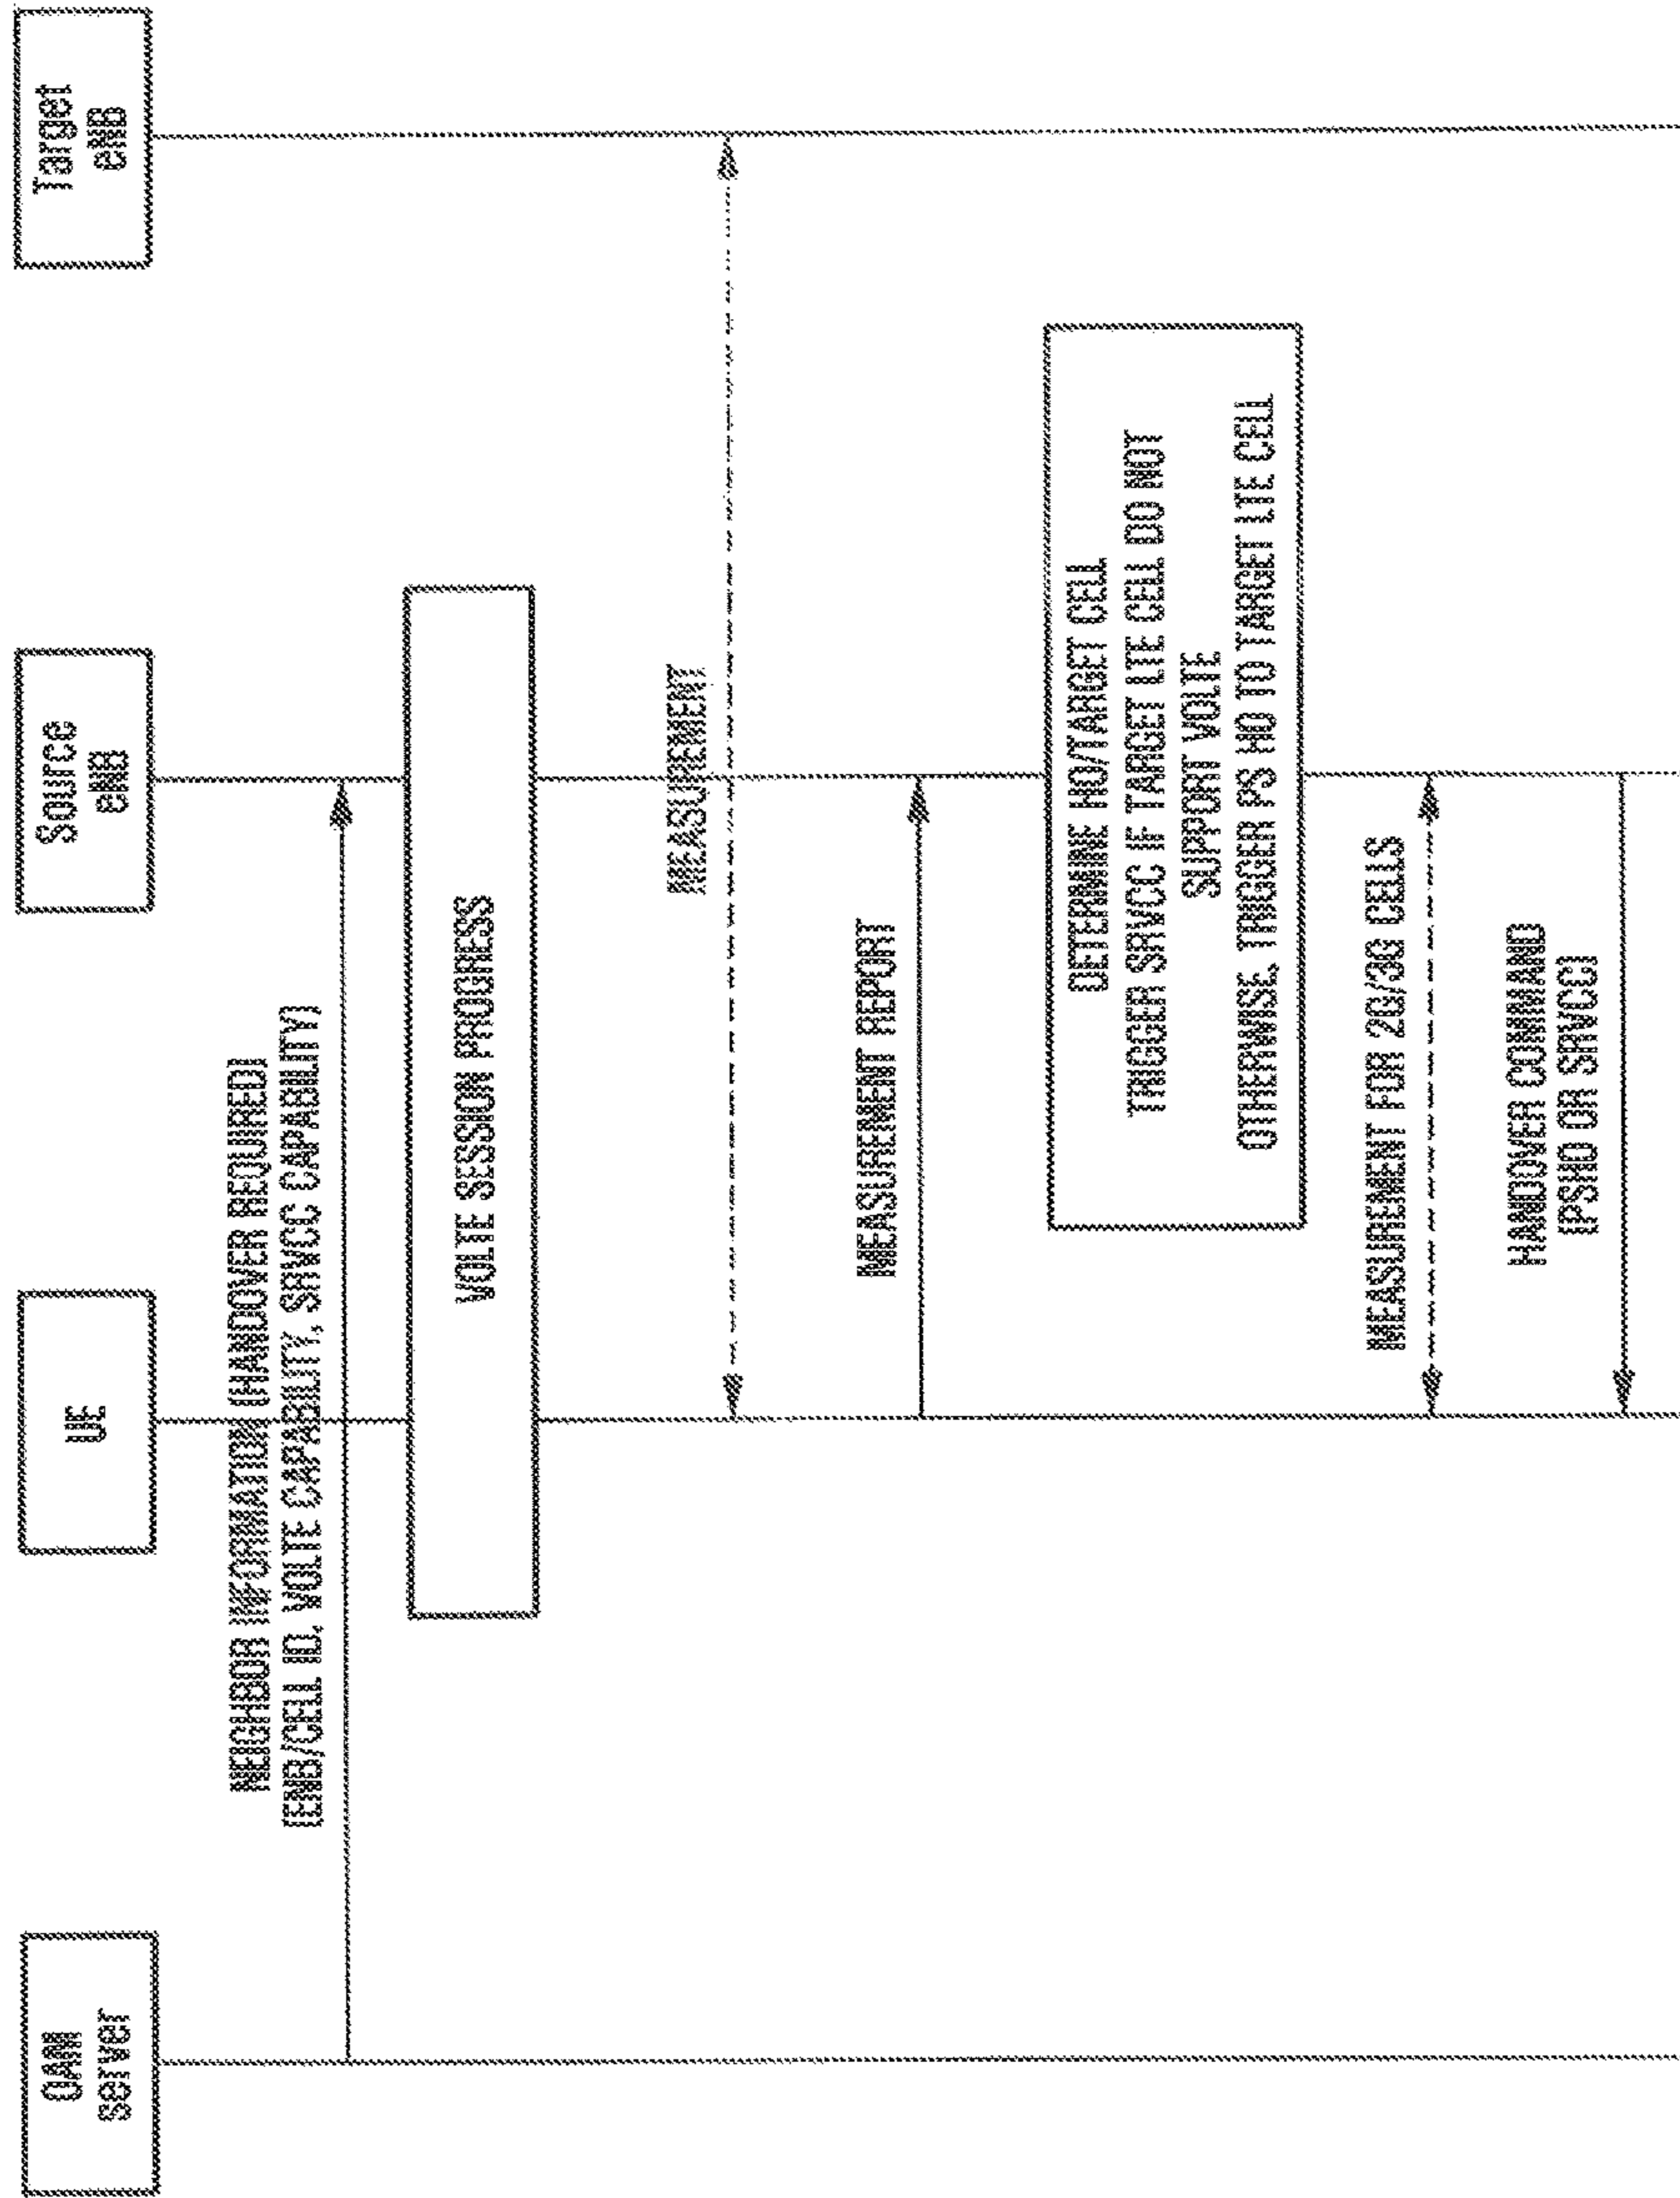 OAM
server
UE
Source
eNB
Target
eNB
NEIGHBOR INFORMATION (HANDOVER REQUIRED)
(ENB/CELL ID, VOLTE CAPABILITY, SRVCC CAPABILITY)
VOLTE SESSION PROGRESS
MEASUREMENT
MEASUREMENT REPORT
DETERMINE HO/TARGET CELL
TRIGGER SRVCC IF TARGET LTE CELL DO NOT
SUPPORT VOLTE
OTHERWISE, TRIGGER PS HO TO TARGET LTE CELL
MEASUREMENT FOR 2G/3G CELLS
HANDOVER COMMAND
(PSHO OR SRVCC)